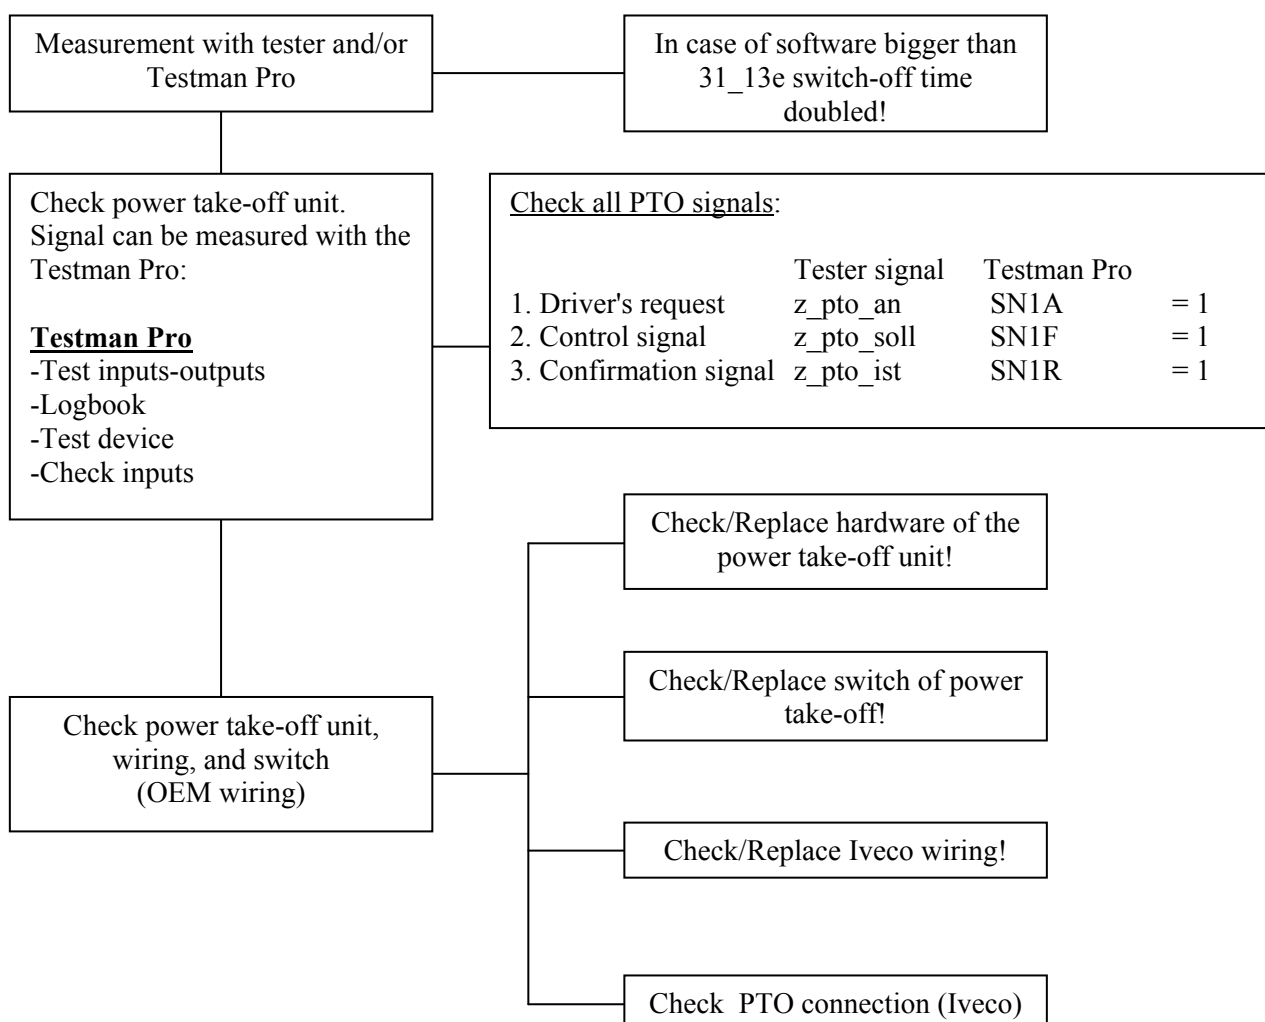 Measurement with tester and/or
Testman Pro
In case of software bigger than
31_13e switch-off time
doubled!
Check power take-off unit.
Signal can be measured with the
Testman Pro:
Testman Pro
-Test inputs-outputs
-Logbook
-Test device
-Check inputs
Check all PTO signals:
Tester signal Testman Pro
1. Driver's request z_pto_an SN1A = 1
2. Control signal z_pto_soll SN1F = 1
3. Confirmation signal z_pto_ist SN1R = 1
Check/Replace hardware of the
power take-off unit!
Check/Replace switch of power
take-off!
Check power take-off unit,
wiring, and switch
(OEM wiring)
Check/Replace Iveco wiring!
Check PTO connection (Iveco)